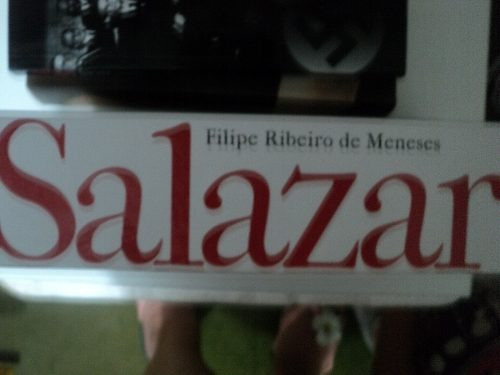 Filipe Ribeiro de Meneses
Salazar